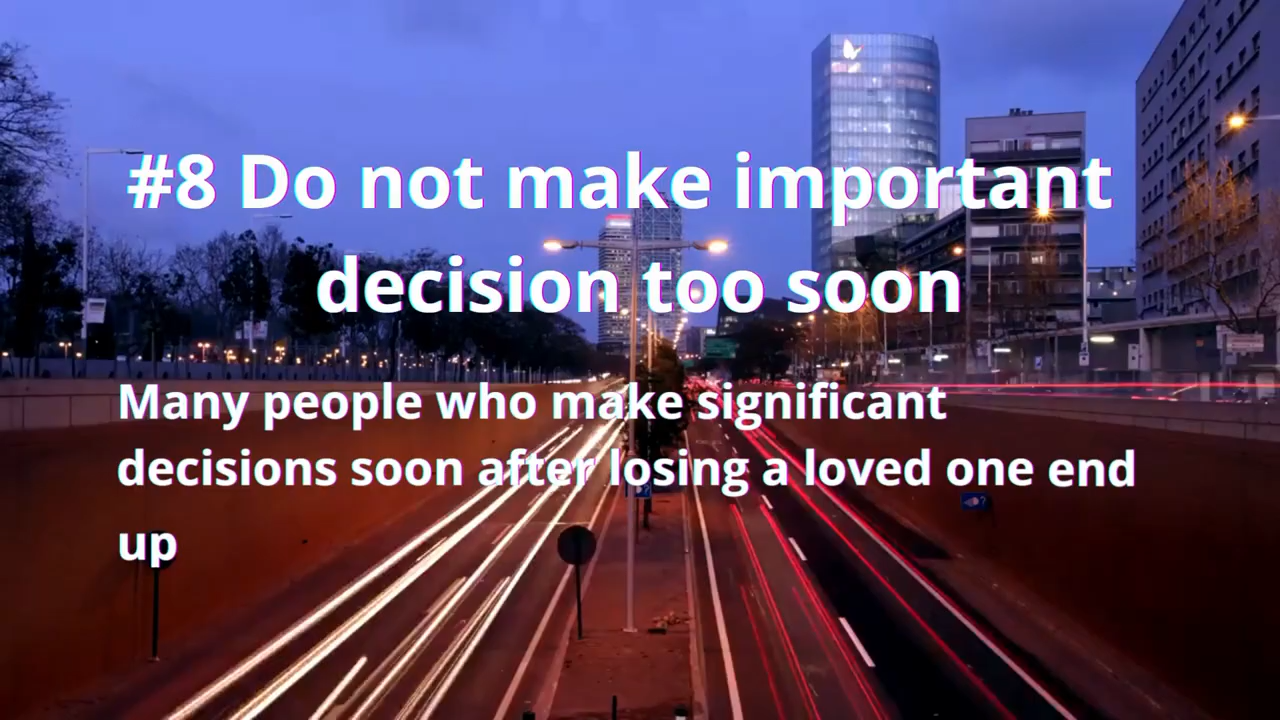 #8 Do not make important
decision too soon
Many people who make significant
decisions soon after losing a loved one end
up